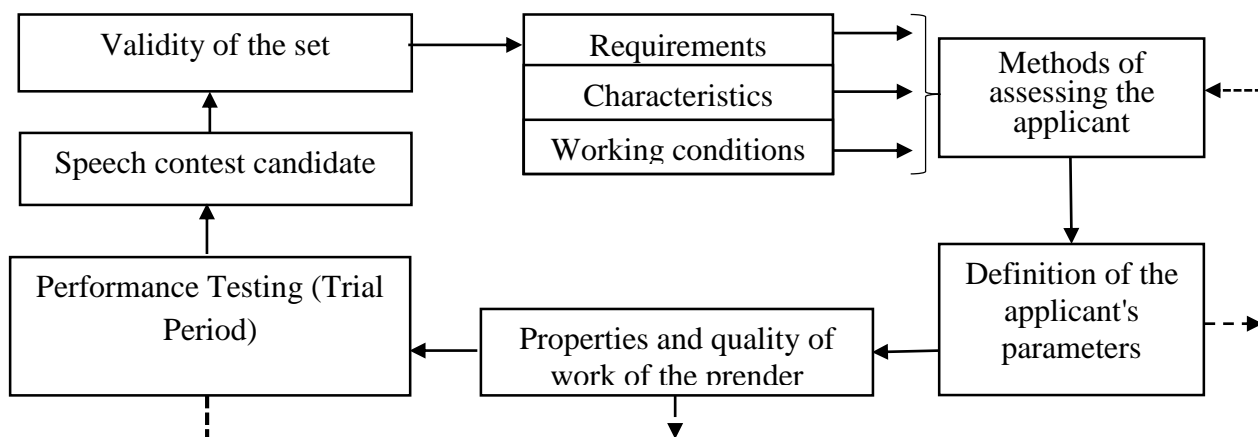 Validity of the set
Requirements
Characteristics
Working conditions
Methods of
assessing the
applicant
Speech contest candidate
Performance Testing (Trial
Period)
Properties and quality of
work of the prender
Definition of the
applicant's
parameters